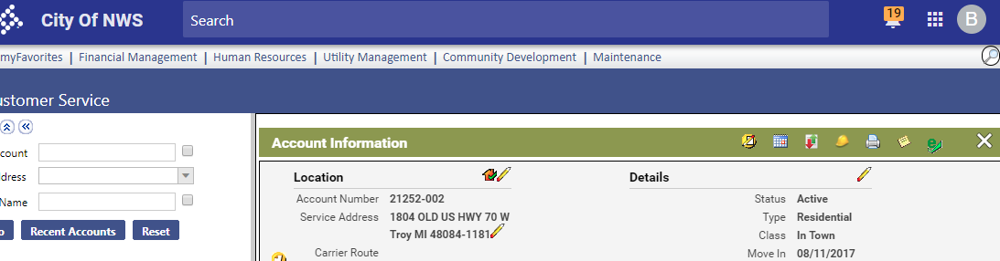 City Of NWS
Search
19
B
myFavorites | Financial Management | Human Resources | Utility Management | Community Development | Maintenance
ustomer Service
count
dress
Name
o
Recent Accounts
Reset
Account Information
Location
Account Number 21252-002
Service Address 1804 OLD US HWY 70 W
Troy MI 48084-1181
Carrier Route
Details
Status Active
Type Residential
Class In Town
Move In 08/11/2017